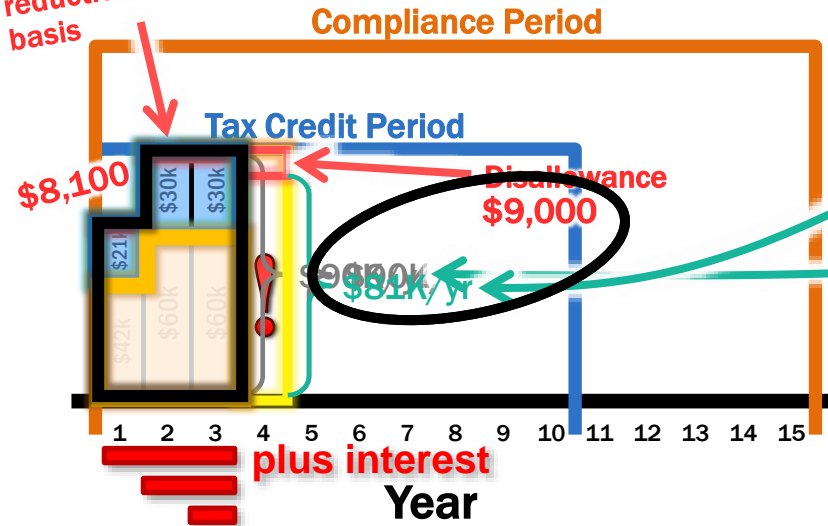 basis
Compliance Period
Tax Credit Period
$8,100
Disallowance
$9,000
$30k
$30k
$21k
$81K/yr
$42k
$60k
$60k
1 2 3 4 5 6 7 8 9 10 11 12 13 14 15
plus interest
Year